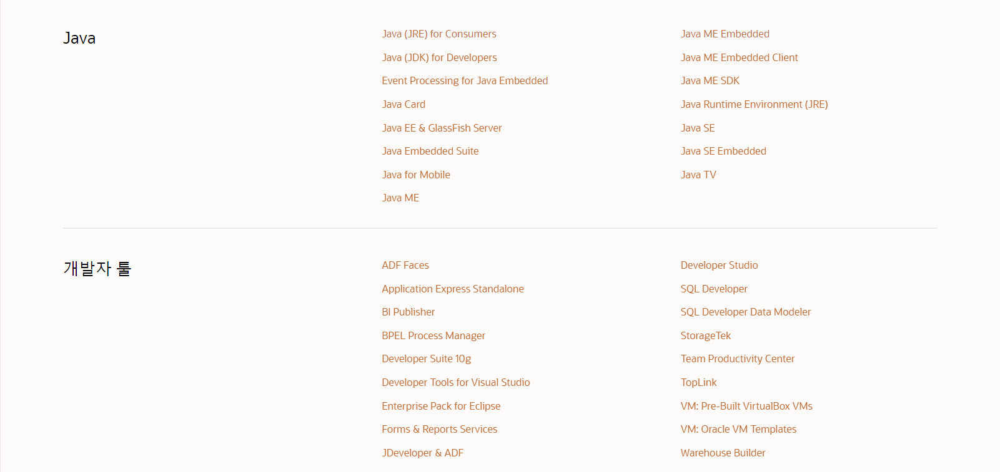 Java
Java (JRE) for Consumers
Java (JDK) for Developers
Event Processing for Java Embedded
Java Card
Java EE & GlassFish Server
Java Embedded Suite
Java for Mobile
Java ME
Java ME Embedded
Java ME Embedded Client
Java ME SDK
Java Runtime Environment (JRE)
Java SE
Java SE Embedded
Java TV
개발자 툴
ADF Faces
Application Express Standalone
BI Publisher
BPEL Process Manager
Developer Suite 10g
Developer Tools for Visual Studio
Enterprise Pack for Eclipse
Forms & Reports Services
JDeveloper & ADF
Developer Studio
SQL Developer
SQL Developer Data Modeler
StorageTek
Team Productivity Center
TopLink
VM: Pre-Built VirtualBox VMs
VM: Oracle VM Templates
Warehouse Builder